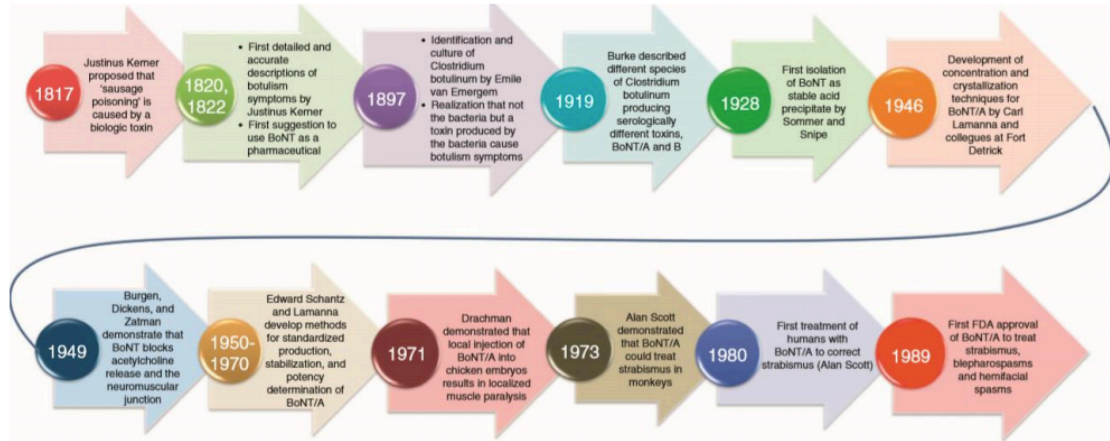 1817
Justinus Kerner
proposed that
'sausage
poisoning' is
caused by a
biologic toxin
1820,
1822
• First detailed and
accurate
descriptions of
botulism
symptoms by
Justinus Kerner
• First suggestion to
use BoNT as a
pharmaceutical
1897
• Identification and
culture of
Clostridium
botulinum by Emile
van Emergem
• Realization that not
the bacteria but a
toxin produced by
the bacteria cause
botulism symptoms
1919
Burke described
different species of
Clostridium
botulinum
producing
serologically
different toxins,
BoNT/A and B
1928
First isolation
of BoNT as
stable acid
precipitate by
Sommer and
Snipe
1946
Development of
concentration and
crystallization
techniques for
BoNT/A by Carl
Lamanna and
collegues at Fort
Detrick
1949
Burgen,
Dickens, and
Zatman
demonstrate that
BoNT blocks
acetylcholine
release and the
neuromuscular
junction
1950-
1970
Edward Schantz
and Lamanna
develop methods
for standardized
production,
stabilization, and
potency
determination of
BoNT/A
1971
Drachman
demonstrated that
local injection of
BoNT/A into
chicken embryos
results in localized
muscle paralysis
1973
Alan Scott
demonstrated
that BoNT/A
could treat
strabismus in
monkeys
1980
First treatment of
humans with
BoNT/A to correct
strabismus (Alan Scott)
1989
First FDA approval
of BoNT/A to treat
strabismus,
blepharospasms
and hemifacial
spasms